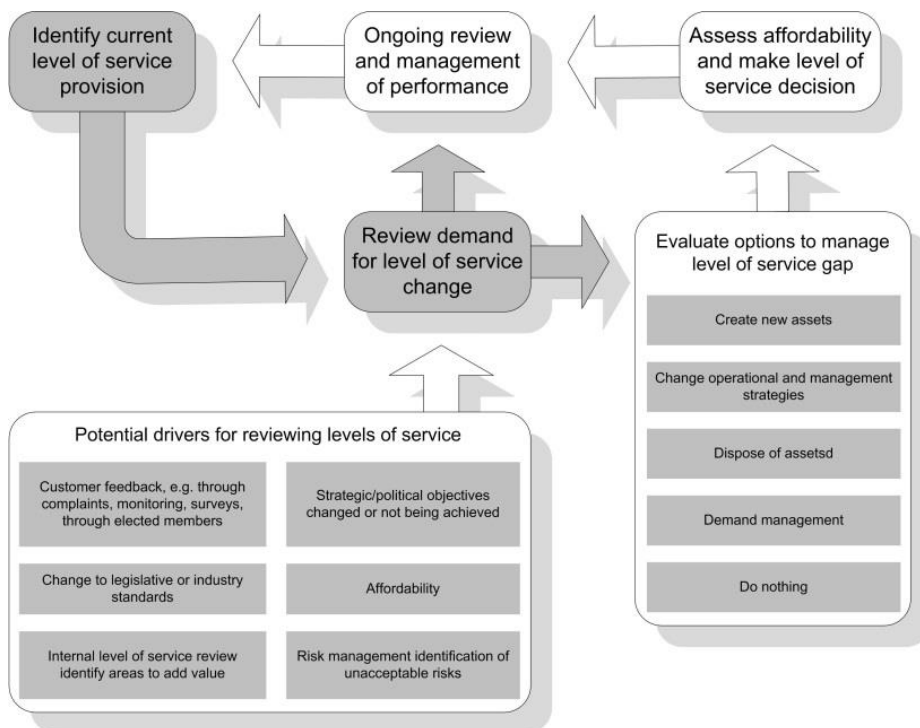 Identify current
level of service
provision
Ongoing review
and management
of performance
Assess affordability
and make level of
service decision
Review demand
for level of service
change
Evaluate options to manage
level of service gap
Create new assets
Change operational and management
strategies
Dispose of assetsd
Demand management
Do nothing
Potential drivers for reviewing levels of service
Customer feedback, e.g. through
complaints, monitoring, surveys,
through elected members
Strategic/political objectives
changed or not being achieved
Change to legislative or industry
standards
Affordability
Internal level of service review
identify areas to add value
Risk management identification of
unacceptable risks